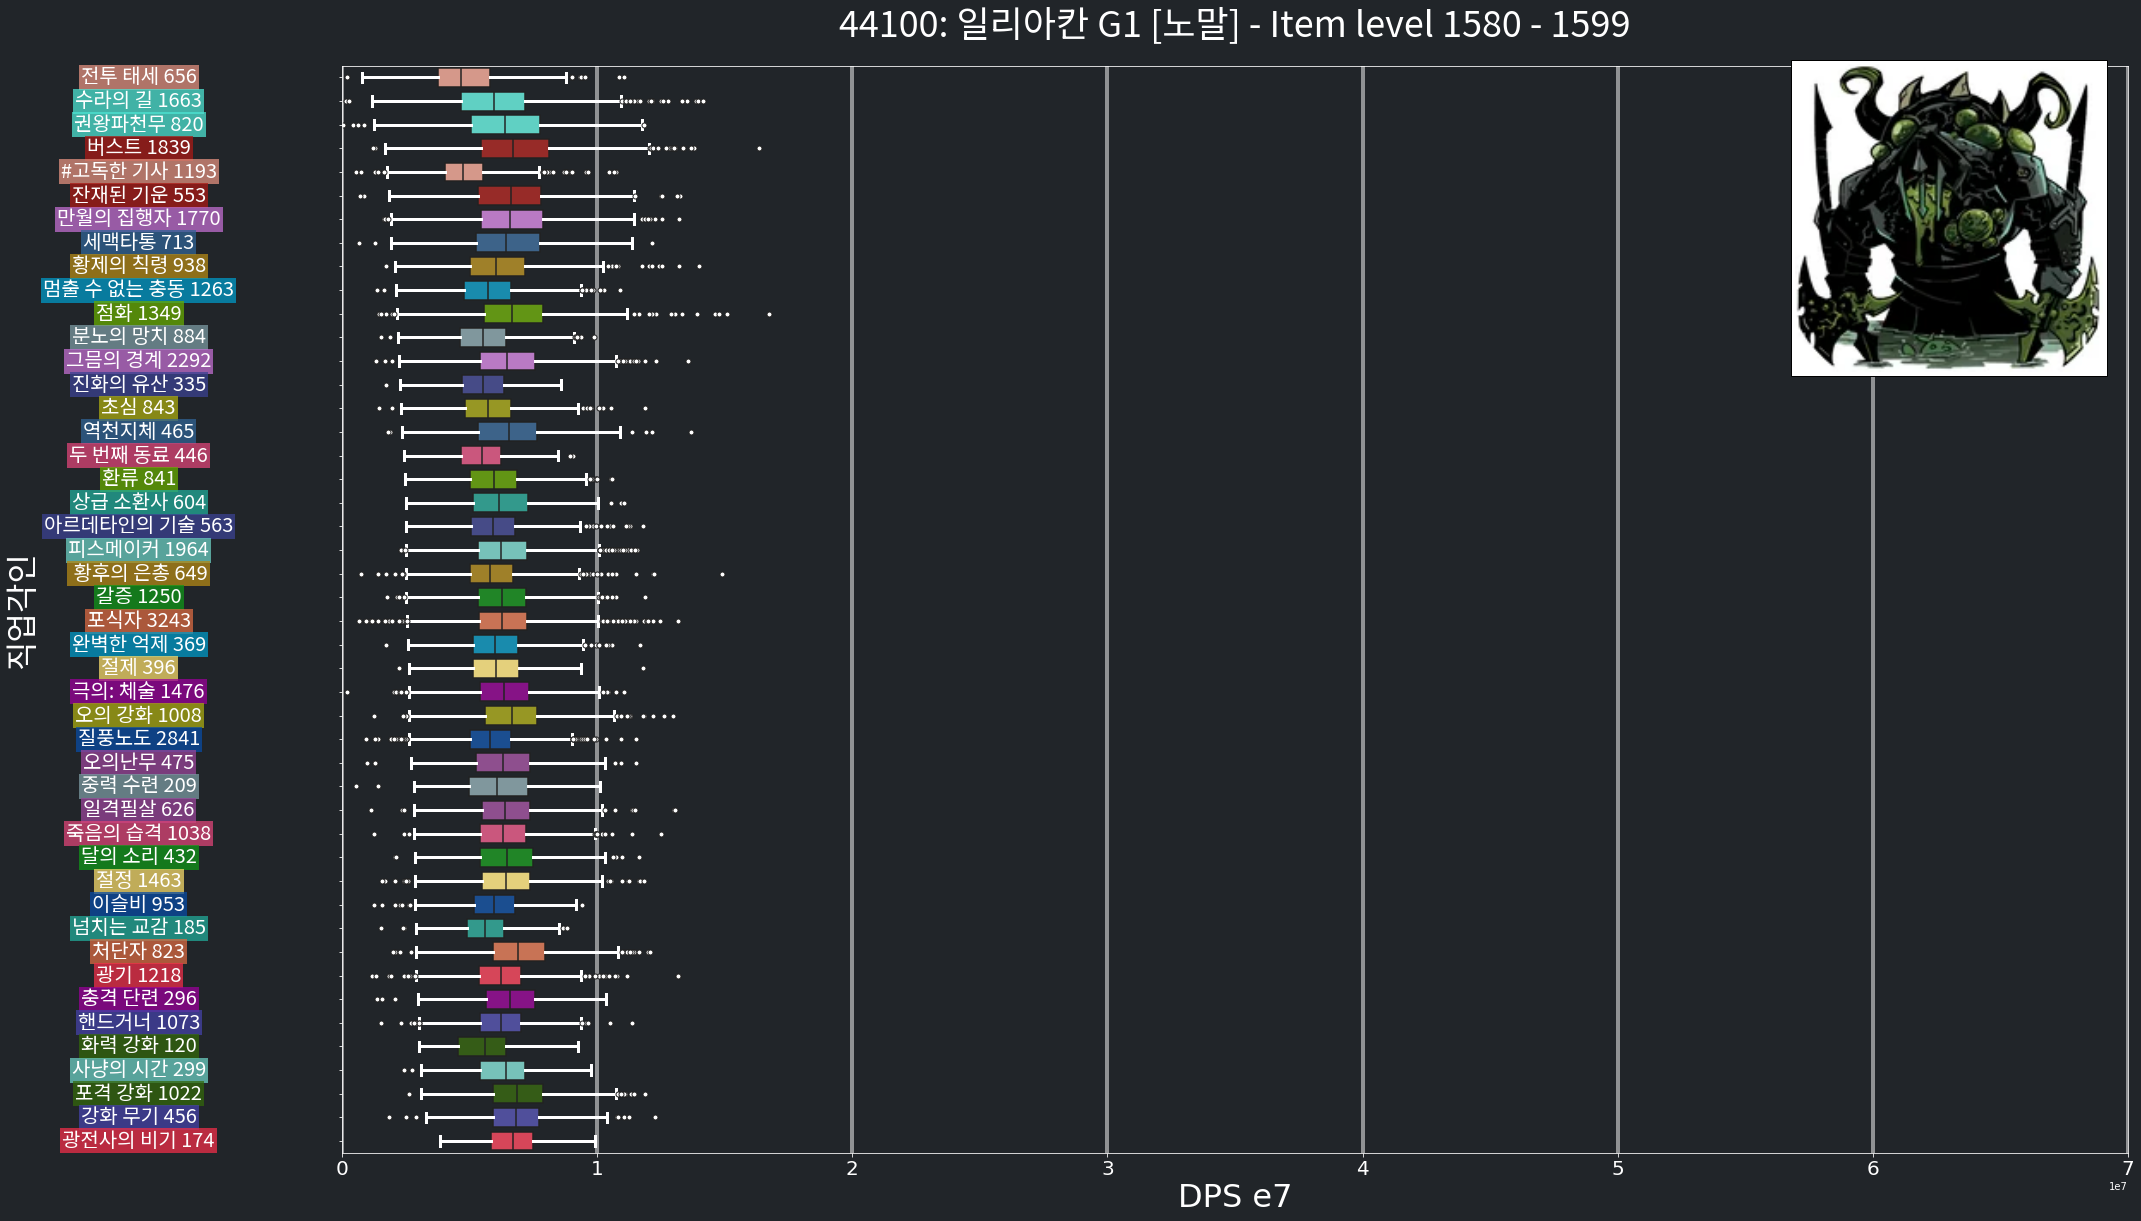 44100: 일리아칸 G1 [노말] - Item level 1580 - 1599
전투 태세 656
수라의 길 1663
권왕파천무 820
버스트 1839
#고독한 기사 1193
잔재된 기운 553
만월의 집행자 1770
세맥타통 713
황제의 칙령 938
멈출 수 없는 충동 1263
점화 1349
분노의 망치 884
그믐의 경계 2292
진화의 유산 335
초심 843
역천지체 465
두 번째 동료 446
환류 841
상급 소환사 604
아르데타인의 기술 563
피스메이커 1964
황후의 은총 649
갈증 1250
포식자 3243
완벽한 억제 369
절제 396
극의: 체술 1476
오의 강화 1008
질풍노도 2841
오의난무 475
중력 수련 209
일격필살 626
죽음의 습격 1038
달의 소리 432
절정 1463
이슬비 953
넘치는 교감 185
처단자 823
광기 1218
충격 단련 296
핸드거너 1073
화력 강화 120
사냥의 시간 299
포격 강화 1022
강화 무기 456
광전사의 비기 174
직업각인
0 1 2 3 4 5 6 7
1e7
DPS e7